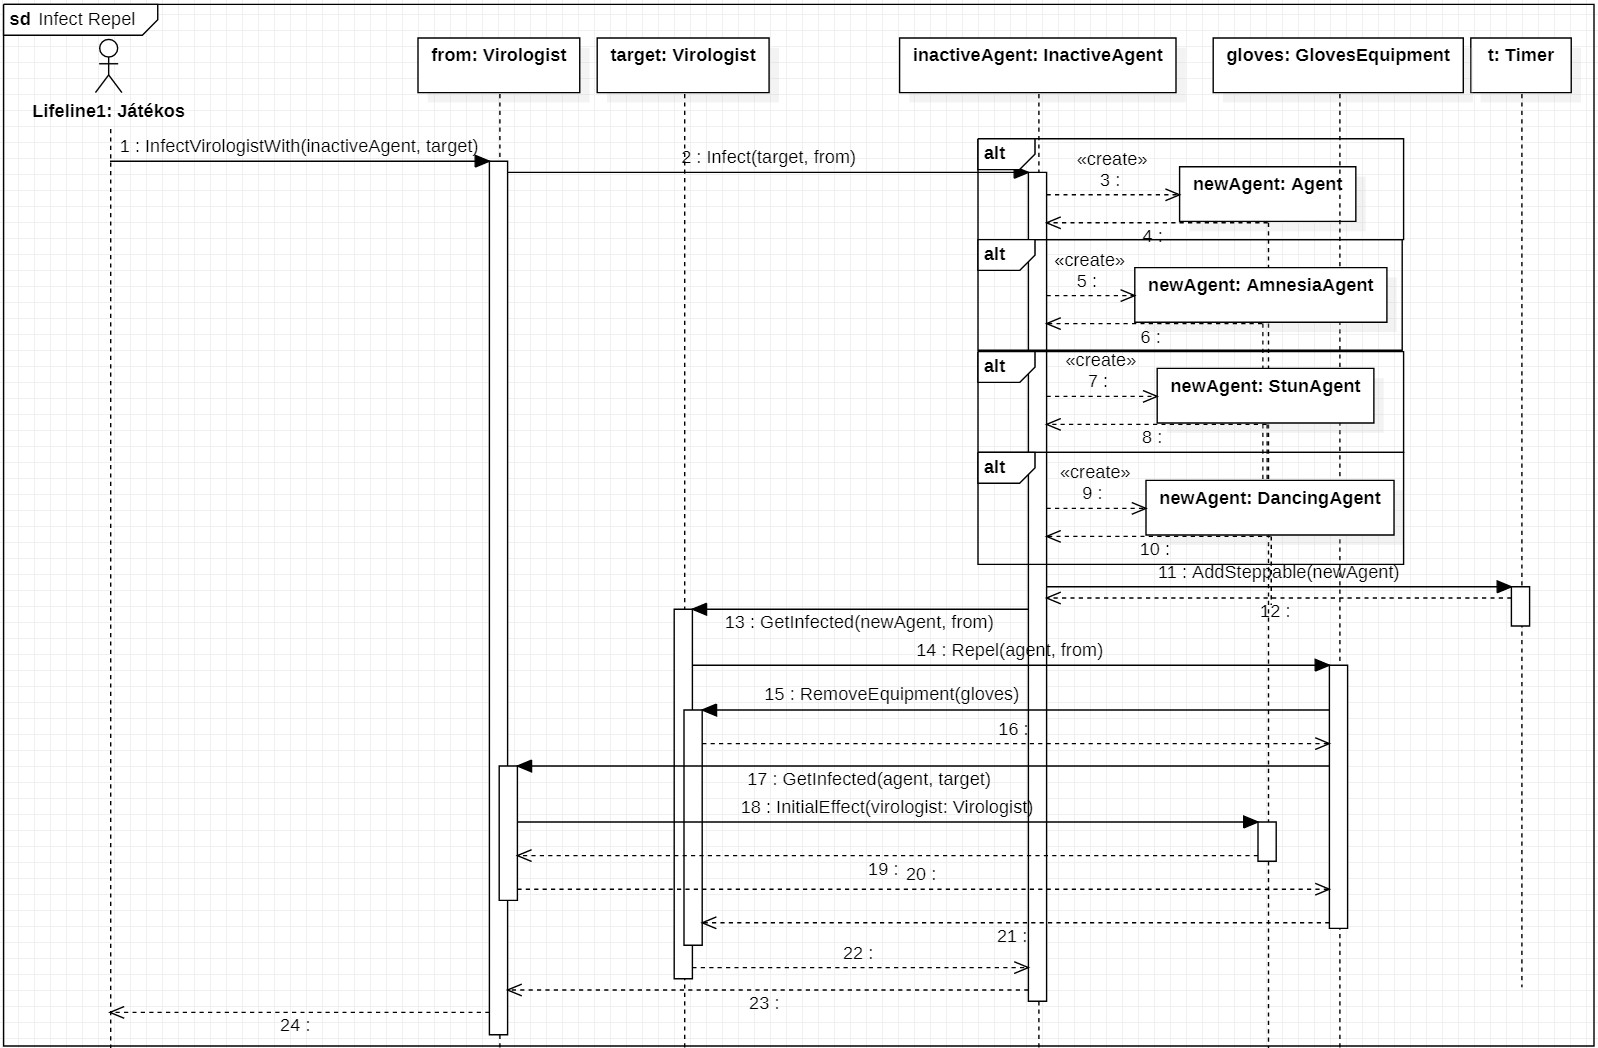 sd Infect Repel
Lifeline1: Játékos
from: Virologist
target: Virologist
inactiveAgent: InactiveAgent
gloves: GlovesEquipment
t: Timer
1 : InfectVirologistWith(inactiveAgent, target)
2 : Infect(target, from)
alt
«create»
3 :
newAgent: Agent
4 :
alt
«create»
5 :
newAgent: AmnesiaAgent
6 :
alt
«create»
7 :
newAgent: StunAgent
8 :
alt
«create»
9 :
newAgent: DancingAgent
10 :
11 : AddSteppable(newAgent)
12 :
13 : GetInfected(newAgent, from)
14 : Repel(agent, from)
15 : RemoveEquipment(gloves)
16 :
17 : GetInfected(agent, target)
18 : InitialEffect(virologist: Virologist)
19 :
20 :
21 :
22 :
23 :
24 :